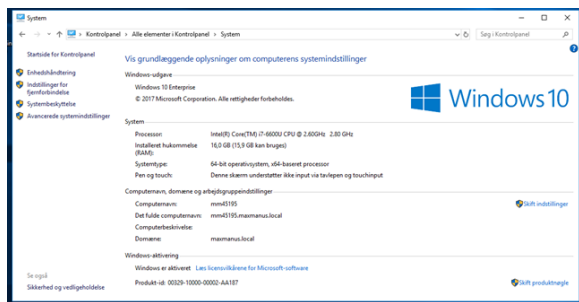 System
Kontrolpanel › Alle elementer i Kontrolpanel › System
Søg i Kontrolpanel
Startside for Kontrolpanel
Enhedshåndtering
Indstillinger for
fjernforbindelse
Systembeskyttelse
Avancerede systemindstillinger
Vis grundlæggende oplysninger om computerens systemindstillinger
Windows-udgave
Windows 10 Enterprise
© 2017 Microsoft Corporation. Alle rettigheder forbeholdes.
Windows 10
System
Processor: Intel(R) Core(TM) i7-6600U CPU @ 2.60GHz 2.80 GHz
Installeret hukommelse 16,0 GB (15,9 GB kan bruges)
(RAM):
Systemtype: 64-bit operativsystem, x64-baseret processor
Pen og touch: Denne skærm understøtter ikke input via tavlepen og touchinput
Computernavn, domæne og arbejdsgruppeindstillinger
Computernavn: mm45195
Skift indstillinger
Det fulde computernavn: mm45195.maxmanus.local
Computerbeskrivelse:
Domæne: maxmanus.local
Windows-aktivering
Windows er aktiveret Læs licensvilkårene for Microsoft-software
Produkt-id: 00329-10000-00002-AA187
Skift produktnøgle
Se også
Sikkerhed og vedligeholdelse